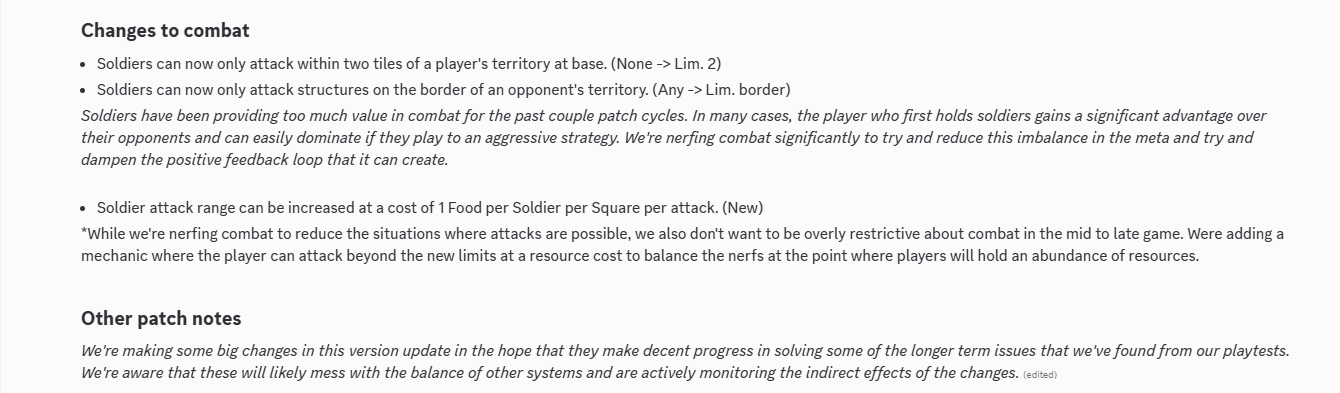 Changes to combat
• Soldiers can now only attack within two tiles of a player's territory at base. (None -> Lim. 2)
• Soldiers can now only attack structures on the border of an opponent's territory. (Any -> Lim. border)
Soldiers have been providing too much value in combat for the past couple patch cycles. In many cases, the player who first holds soldiers gains a significant advantage over
their opponents and can easily dominate if they play to an aggressive strategy. We're nerfing combat significantly to try and reduce this imbalance in the meta and try and
dampen the positive feedback loop that it can create.
• Soldier attack range can be increased at a cost of 1 Food per Soldier per Square per attack. (New)
*While we're nerfing combat to reduce the situations where attacks are possible, we also don't want to be overly restrictive about combat in the mid to late game. Were adding a
mechanic where the player can attack beyond the new limits at a resource cost to balance the nerfs at the point where players will hold an abundance of resources.
Other patch notes
We're making some big changes in this version update in the hope that they make decent progress in solving some of the longer term issues that we've found from our playtests.
We're aware that these will likely mess with the balance of other systems and are actively monitoring the indirect effects of the changes. (edited)